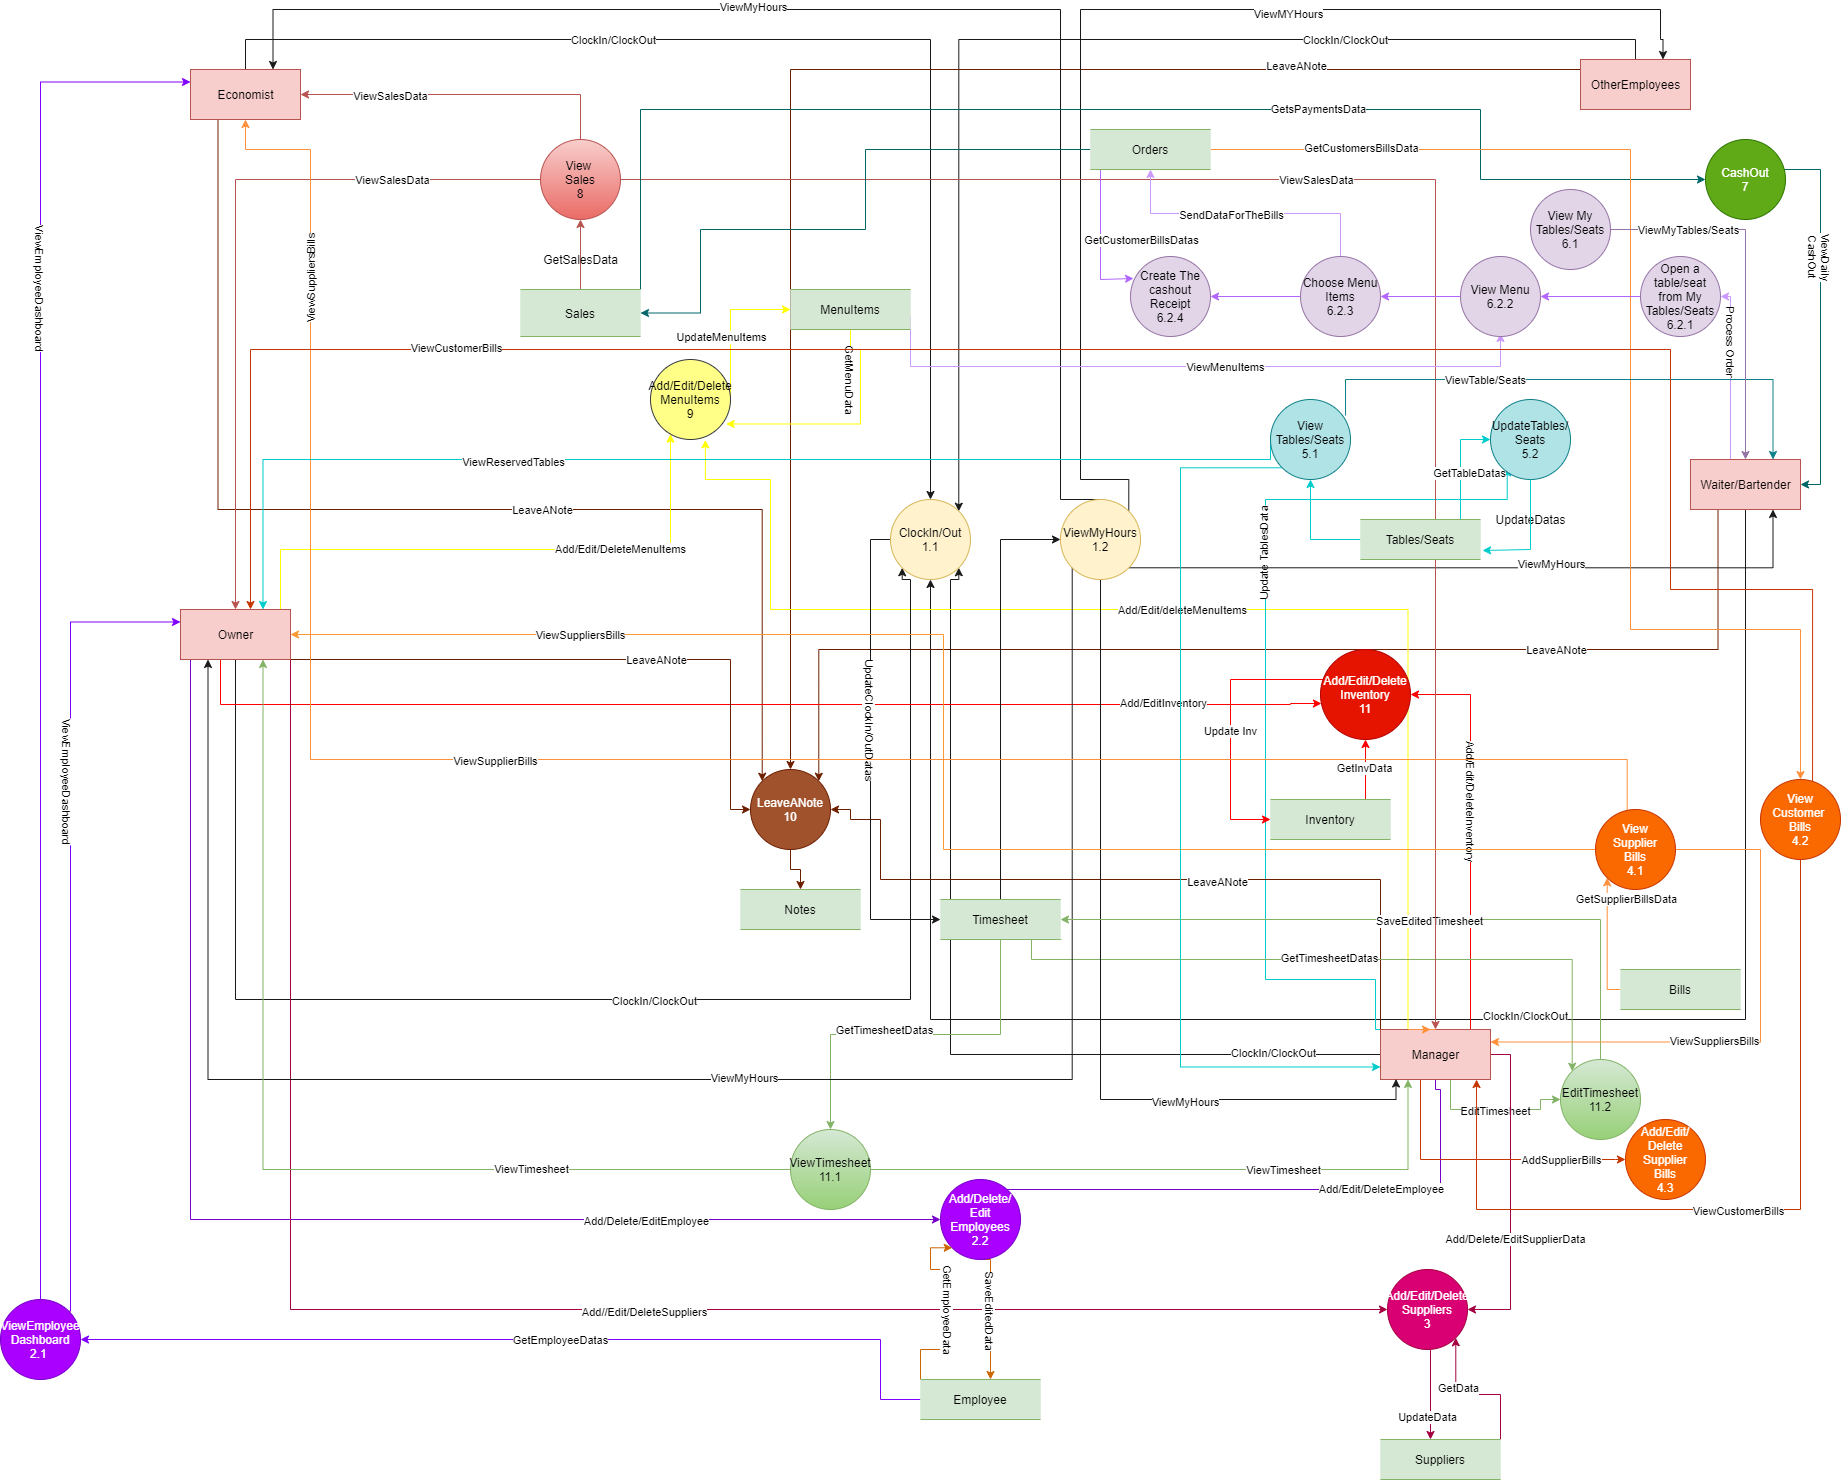 ViewMyHours
ViewMYHours
ClockIn/ClockOut
ClockIn/ClockOut
LeaveANote
Economist
OtherEmployees
ViewSalesData
GetsPaymentsData
Orders
GetCustomersBillsData
View
Sales
8
CashOut
7
ViewSalesData
ViewSalesData
SendDataForTheBills
View My
Tables/Seats
6.1
ViewMyTables/Seats
ViewDaily
CashOut
GetCustomerBillsDatas
ViewEmployeeDashboard
ViewSuppliersBills
GetSalesData
Create The
cashout
Receipt
6.2.4
Choose Menu
Items
6.2.3
View Menu
6.2.2
Open a
table/seat
from My
Tables/Seats
6.2.1
Sales
MenuItems
UpdateMenuItems
Process Order
ViewCustomerBills
GetMenuData
ViewMenuItems
Add/Edit/Delete
MenuItems
9
ViewTable/Seats
View
Tables/Seats
5.1
UpdateTables/
Seats
5.2
ViewReservedTables
GetTableDatas
Waiter/Bartender
LeaveANote
UpdateDatas
ClockIn/Out
1.1
ViewMyHours
1.2
Tables/Seats
Update TablesData
Add/Edit/DeleteMenuItems
ViewMyHours
Add/Edit/deleteMenuItems
Owner
ViewSuppliersBills
LeaveANote
LeaveANote
UpdateClockIn/OutDatas
Add/Edit/Delete
Inventory
11
Add/EditInventory
Update Inv
ViewEmployeeDashboard
ViewSupplierBills
GetInvData
Add/Edit/DeleteInventory
LeaveANote
10
Inventory
View
Customer
Bills
4.2
View
Supplier
Bills
4.1
LeaveANote
GetSupplierBillsData
Notes
Timesheet
SaveEditedTimesheet
GetTimesheetDatas
Bills
ClockIn/ClockOut
ClockIn/ClockOut
GetTimesheetDatas
ClockIn/ClockOut
Manager
ViewSuppliersBills
ViewMyHours
ViewMyHours
EditTimesheet
EditTimesheet
11.2
ViewTimesheet
ViewTimesheet
11.1
ViewTimesheet
AddSupplierBills
Add/Edit/
Delete
Supplier
Bills
4.3
Add/Edit/DeleteEmployee
Add/Delete/
Edit
Employees
2.2
Add/Delete/EditEmployee
ViewCustomerBills
Add/Delete/EditSupplierData
GetEmployeeData
SaveEditedData
Add//Edit/DeleteSuppliers
Add/Edit/Delete
Suppliers
3
ViewEmployee
Dashboard
2.1
GetEmployeeDatas
GetData
Employee
UpdateData
Suppliers